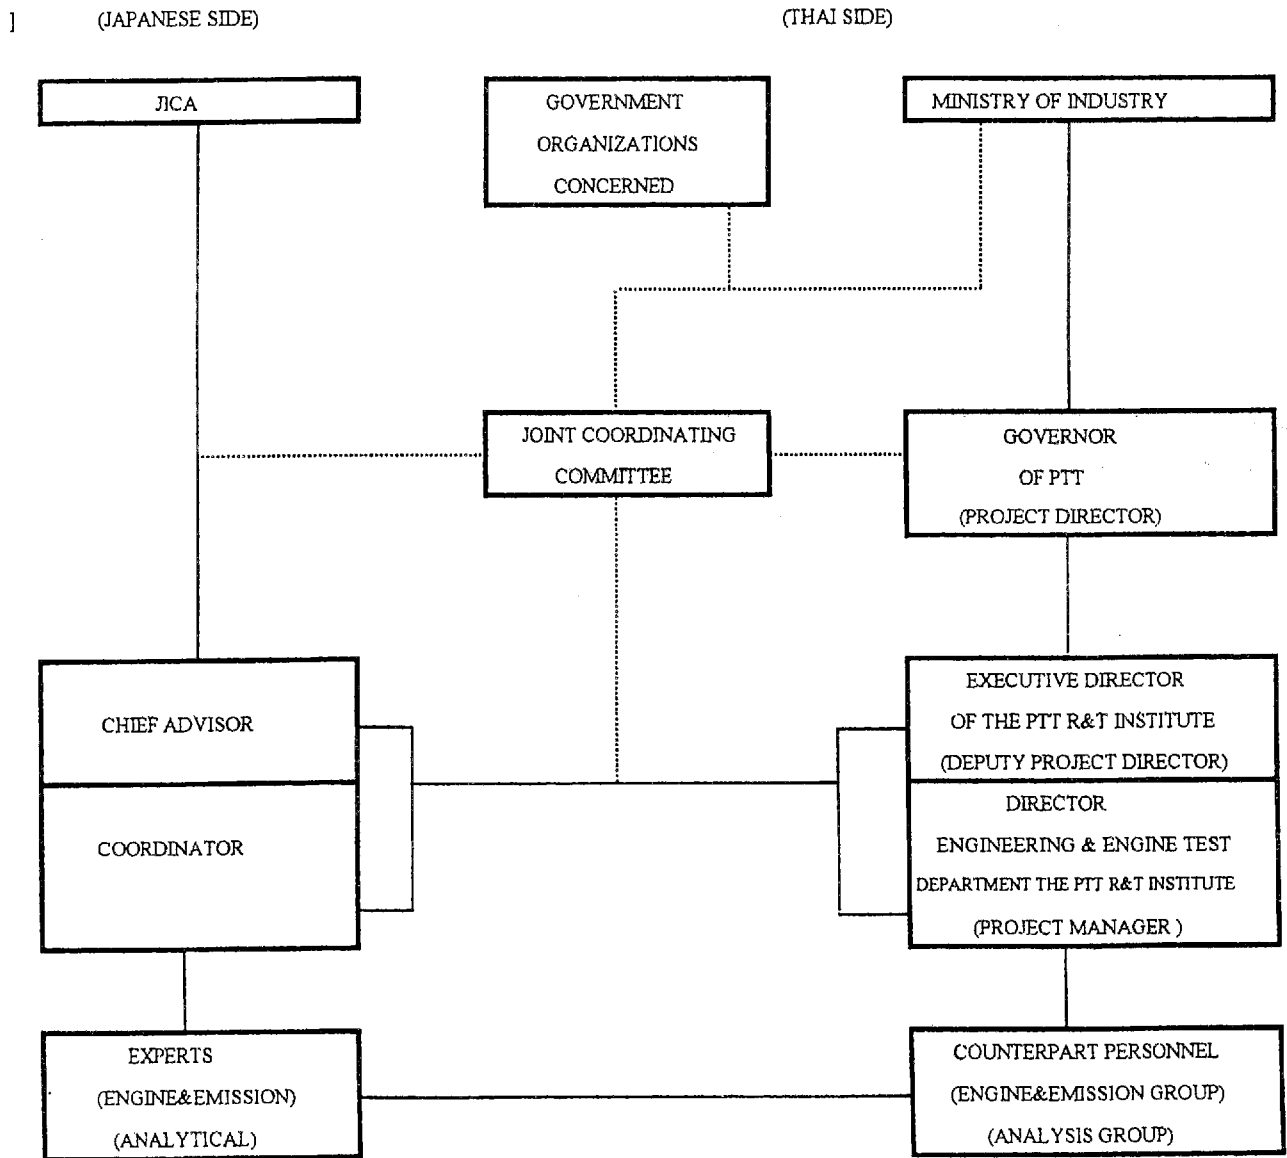 ]
(JAPANESE SIDE)
(THAI SIDE)
JICA
GOVERNMENT
ORGANIZATIONS
CONCERNED
MINISTRY OF INDUSTRY
JOINT COORDINATING
COMMITTEE
GOVERNOR
OF PTT
(PROJECT DIRECTOR)
CHIEF ADVISOR
COORDINATOR
EXECUTIVE DIRECTOR
OF THE PTT R&T INSTITUTE
(DEPUTY PROJECT DIRECTOR)
DIRECTOR
ENGINEERING & ENGINE TEST
DEPARTMENT THE PTT R&T INSTITUTE
(PROJECT MANAGER )
EXPERTS
(ENGINE&EMISSION)
(ANALYTICAL)
COUNTERPART PERSONNEL
(ENGINE&EMISSION GROUP)
(ANALYSIS GROUP)